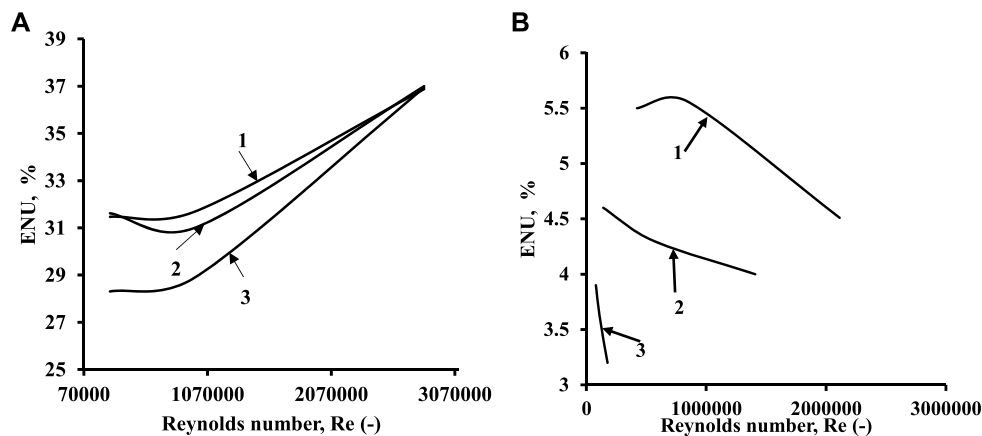 A
39
37
35
33
31
29
27
25
ENU, %
1
2
3
70000 1070000 2070000 3070000
Reynolds number, Re (-)
B
6
5.5
5
4.5
4
3.5
3
ENU, %
1
2
3
0 1000000 2000000 3000000
Reynolds number, Re (-)